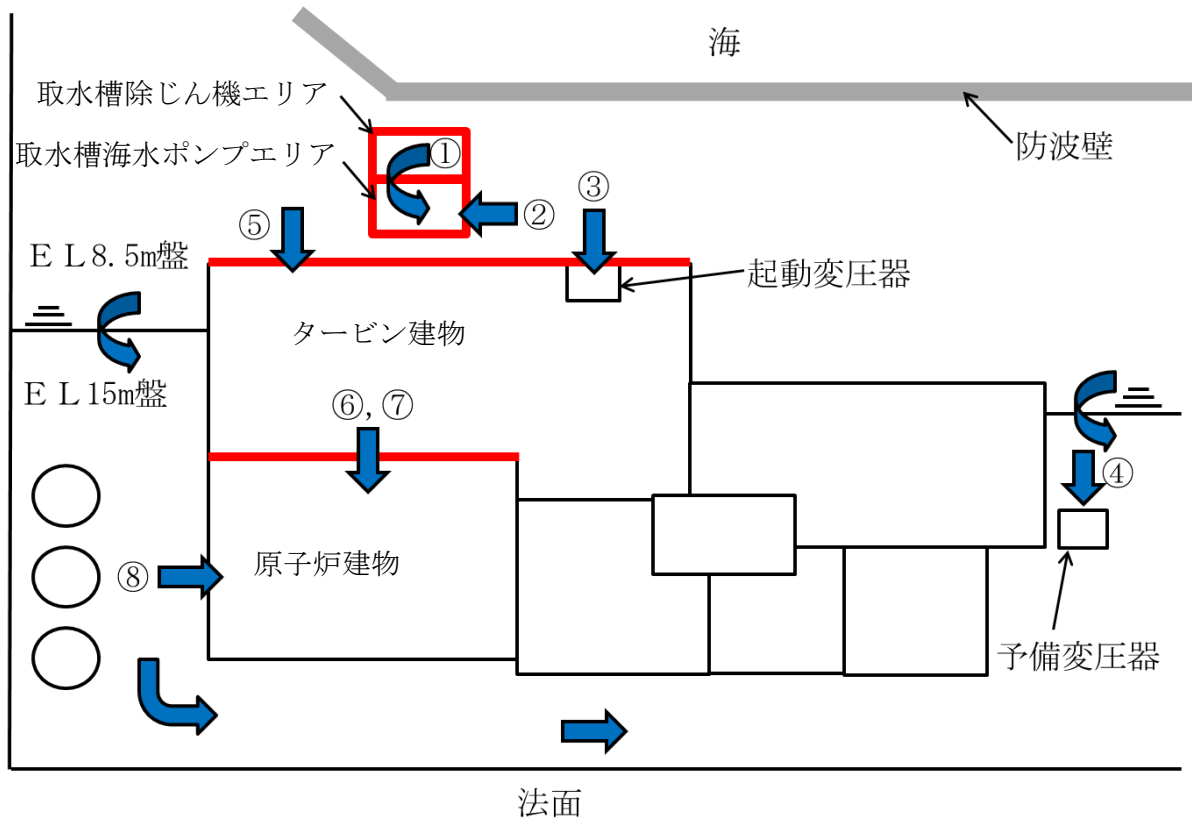 海
取水槽除じん機エリア
防波壁
取水槽海水ポンプエリア
①
②
③
⑤
ＥＬ8.5m盤
起動変圧器
タービン建物
ＥＬ15m盤
⑥,⑦
④
原子炉建物
⑧
予備変圧器
法面